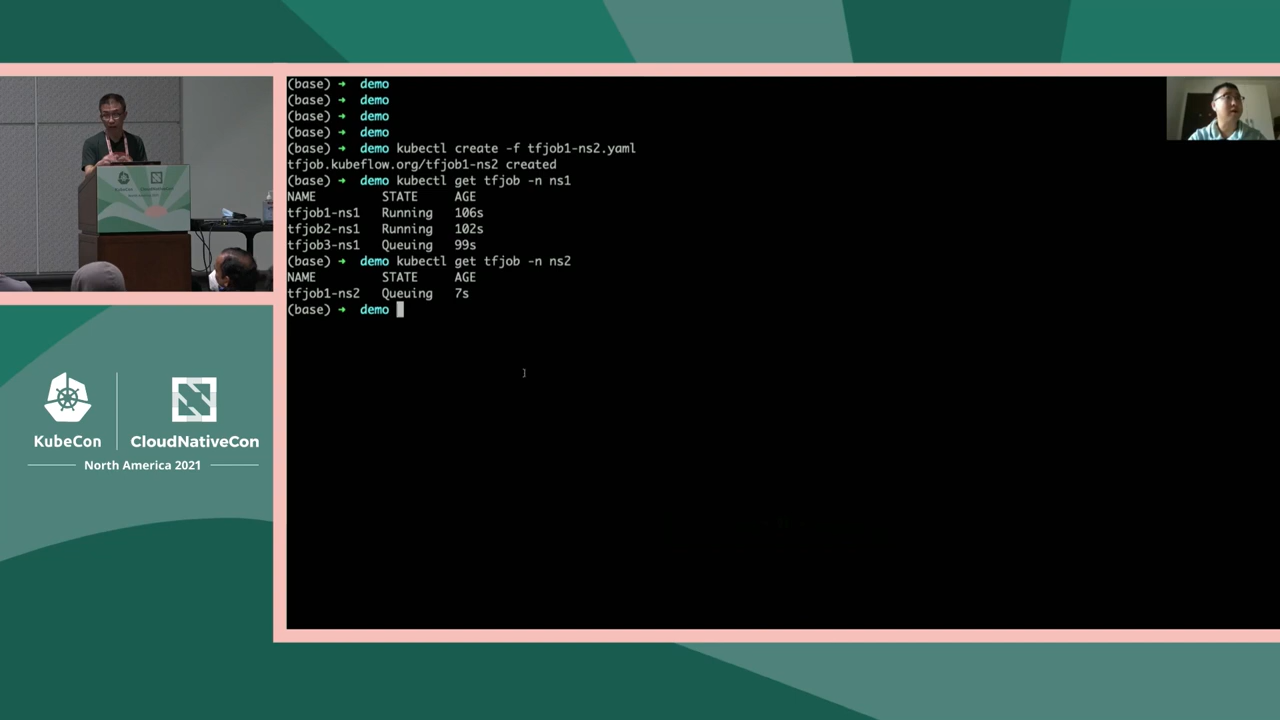 (base) ➜ demo
(base) ➜ demo
(base) ➜ demo
(base) ➜ demo
(base) ➜ demo kubectl create -f tfjob1-ns2.yaml
tfjob.kubeflow.org/tfjob1-ns2 created
(base) ➜ demo kubectl get tfjob -n ns1
NAME STATE AGE
tfjob1-ns1 Running 106s
tfjob2-ns1 Running 102s
tfjob3-ns1 Queuing 99s
(base) ➜ demo kubectl get tfjob -n ns2
NAME STATE AGE
tfjob1-ns2 Queuing 7s
(base) ➜ demo
KubeCon
CloudNativeCon
North America 2021